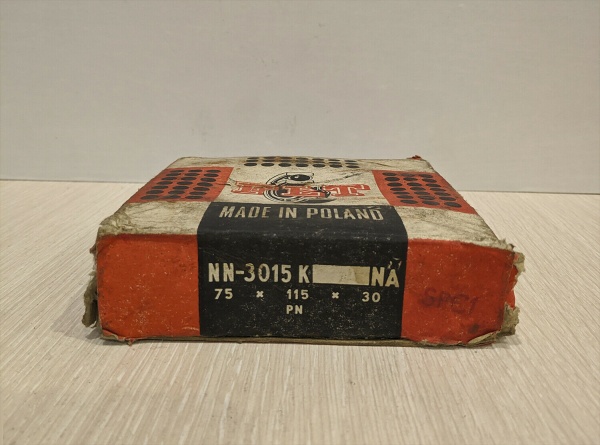 MADE IN POLAND
NN-3015 K NA
75 × 115 × 30
PN